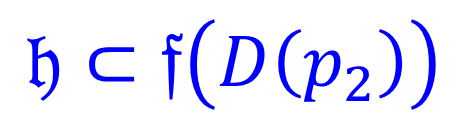 𝔥 ⊂ 𝔣(D(p₂))